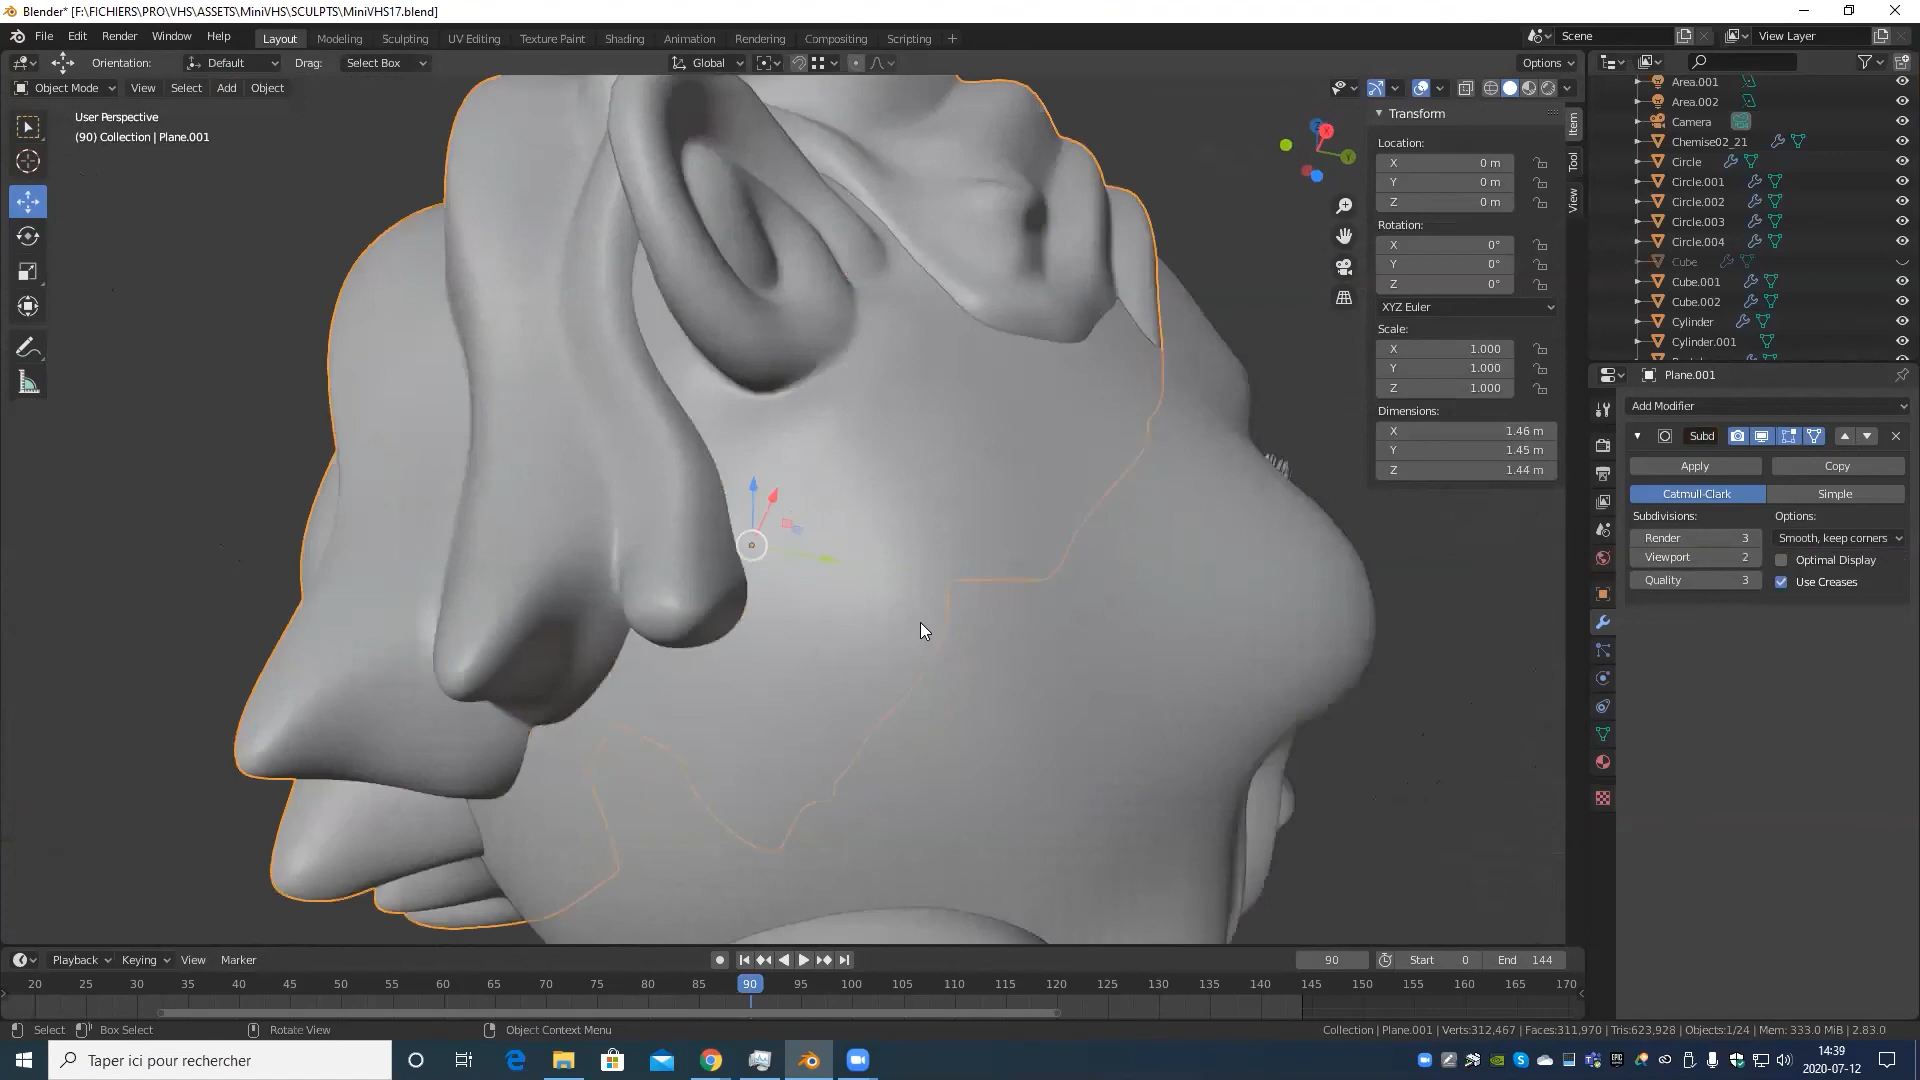 Blender* [F:\FICHIERS\PRO\VHS\ASSETS\MiniVHS\SCULPTS\MiniVHS17.blend]
File Edit Render Window Help Layout Modeling Sculpting UV Editing Texture Paint Shading Animation Rendering Compositing Scripting + Scene View Layer
Orientation: Default Drag: Select Box Global Options
Object Mode View Select Add Object
User Perspective
(90) Collection | Plane.001
Transform
Location:
X 0 m
Y 0 m
Z 0 m
Rotation:
X 0°
Y 0°
Z 0°
XYZ Euler
Scale:
X 1.000
Y 1.000
Z 1.000
Dimensions:
X 1.46 m
Y 1.45 m
Z 1.44 m
Item
Tool
View
Area.001
Area.002
Camera
Chemise02_21
Circle
Circle.001
Circle.002
Circle.003
Circle.004
Cube
Cube.001
Cube.002
Cylinder
Cylinder.001
Plane.001
Add Modifier
Subd
Apply Copy
Catmull-Clark Simple
Subdivisions: Options:
Render 3 Smooth, keep corners
Viewport 2 Optimal Display
Quality 3 Use Creases
Playback Keying View Marker 90 Start 0 End 144
20 25 30 35 40 45 50 55 60 65 70 75 80 85 90 95 100 105 110 115 120 125 130 135 140 145 150 155 160 165 170
Select Box Select Rotate View Object Context Menu Collection | Plane.001 | Verts:312,467 | Faces:311,970 | Tris:623,928 | Objects:1/24 | Mem: 333.0 MiB | 2.83.0
Taper ici pour rechercher
14:39
2020-07-12